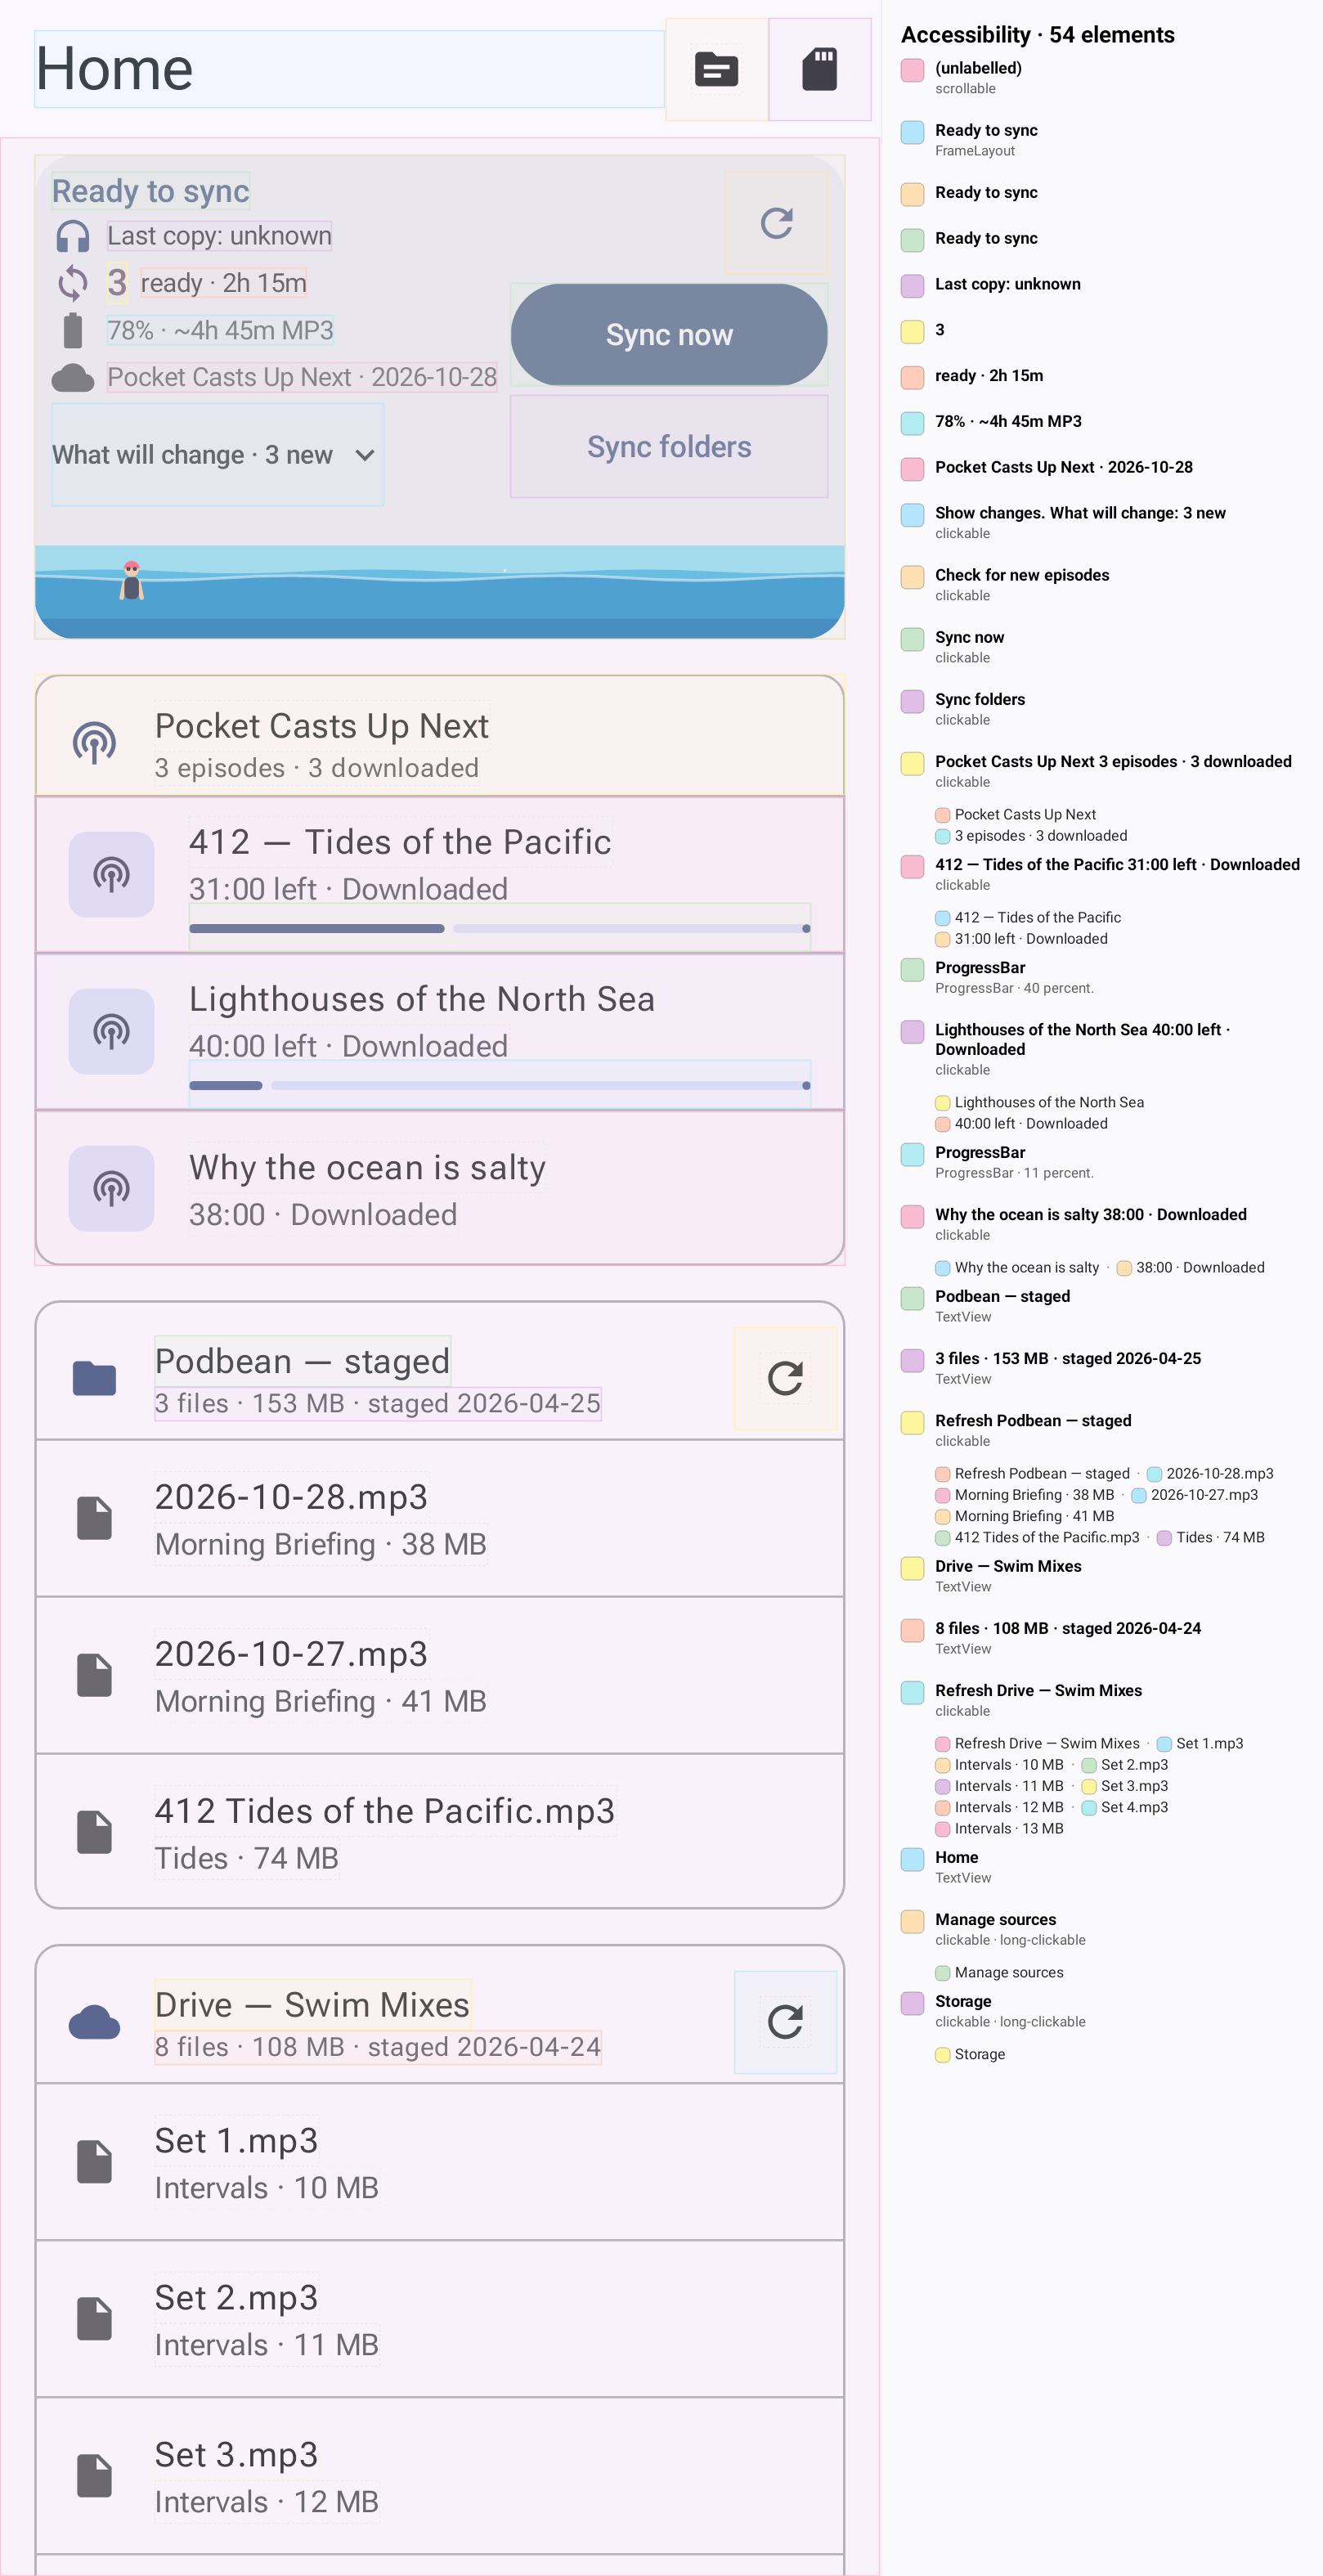 Home
Ready to sync
Last copy: unknown
3 ready · 2h 15m
78% · ~4h 45m MP3
Pocket Casts Up Next · 2026-10-28
What will change · 3 new
Sync now
Sync folders
Pocket Casts Up Next
3 episodes · 3 downloaded
412 — Tides of the Pacific
31:00 left · Downloaded
Lighthouses of the North Sea
40:00 left · Downloaded
Why the ocean is salty
38:00 · Downloaded
Podbean — staged
3 files · 153 MB · staged 2026-04-25
2026-10-28.mp3
Morning Briefing · 38 MB
2026-10-27.mp3
Morning Briefing · 41 MB
412 Tides of the Pacific.mp3
Tides · 74 MB
Drive — Swim Mixes
8 files · 108 MB · staged 2026-04-24
Set 1.mp3
Intervals · 10 MB
Set 2.mp3
Intervals · 11 MB
Set 3.mp3
Intervals · 12 MB
Accessibility · 54 elements
(unlabelled)
scrollable
Ready to sync
FrameLayout
Ready to sync
Ready to sync
Last copy: unknown
3
ready · 2h 15m
78% · ~4h 45m MP3
Pocket Casts Up Next · 2026-10-28
Show changes. What will change: 3 new
clickable
Check for new episodes
clickable
Sync now
clickable
Sync folders
clickable
Pocket Casts Up Next 3 episodes · 3 downloaded
clickable
Pocket Casts Up Next
3 episodes · 3 downloaded
412 — Tides of the Pacific 31:00 left · Downloaded
clickable
412 — Tides of the Pacific
31:00 left · Downloaded
ProgressBar
ProgressBar · 40 percent.
Lighthouses of the North Sea 40:00 left ·
Downloaded
clickable
Lighthouses of the North Sea
40:00 left · Downloaded
ProgressBar
ProgressBar · 11 percent.
Why the ocean is salty 38:00 · Downloaded
clickable
Why the ocean is salty · 38:00 · Downloaded
Podbean — staged
TextView
3 files · 153 MB · staged 2026-04-25
TextView
Refresh Podbean — staged
clickable
Refresh Podbean — staged · 2026-10-28.mp3
Morning Briefing · 38 MB · 2026-10-27.mp3
Morning Briefing · 41 MB
412 Tides of the Pacific.mp3 · Tides · 74 MB
Drive — Swim Mixes
TextView
8 files · 108 MB · staged 2026-04-24
TextView
Refresh Drive — Swim Mixes
clickable
Refresh Drive — Swim Mixes · Set 1.mp3
Intervals · 10 MB · Set 2.mp3
Intervals · 11 MB · Set 3.mp3
Intervals · 12 MB · Set 4.mp3
Intervals · 13 MB
Home
TextView
Manage sources
clickable · long-clickable
Manage sources
Storage
clickable · long-clickable
Storage